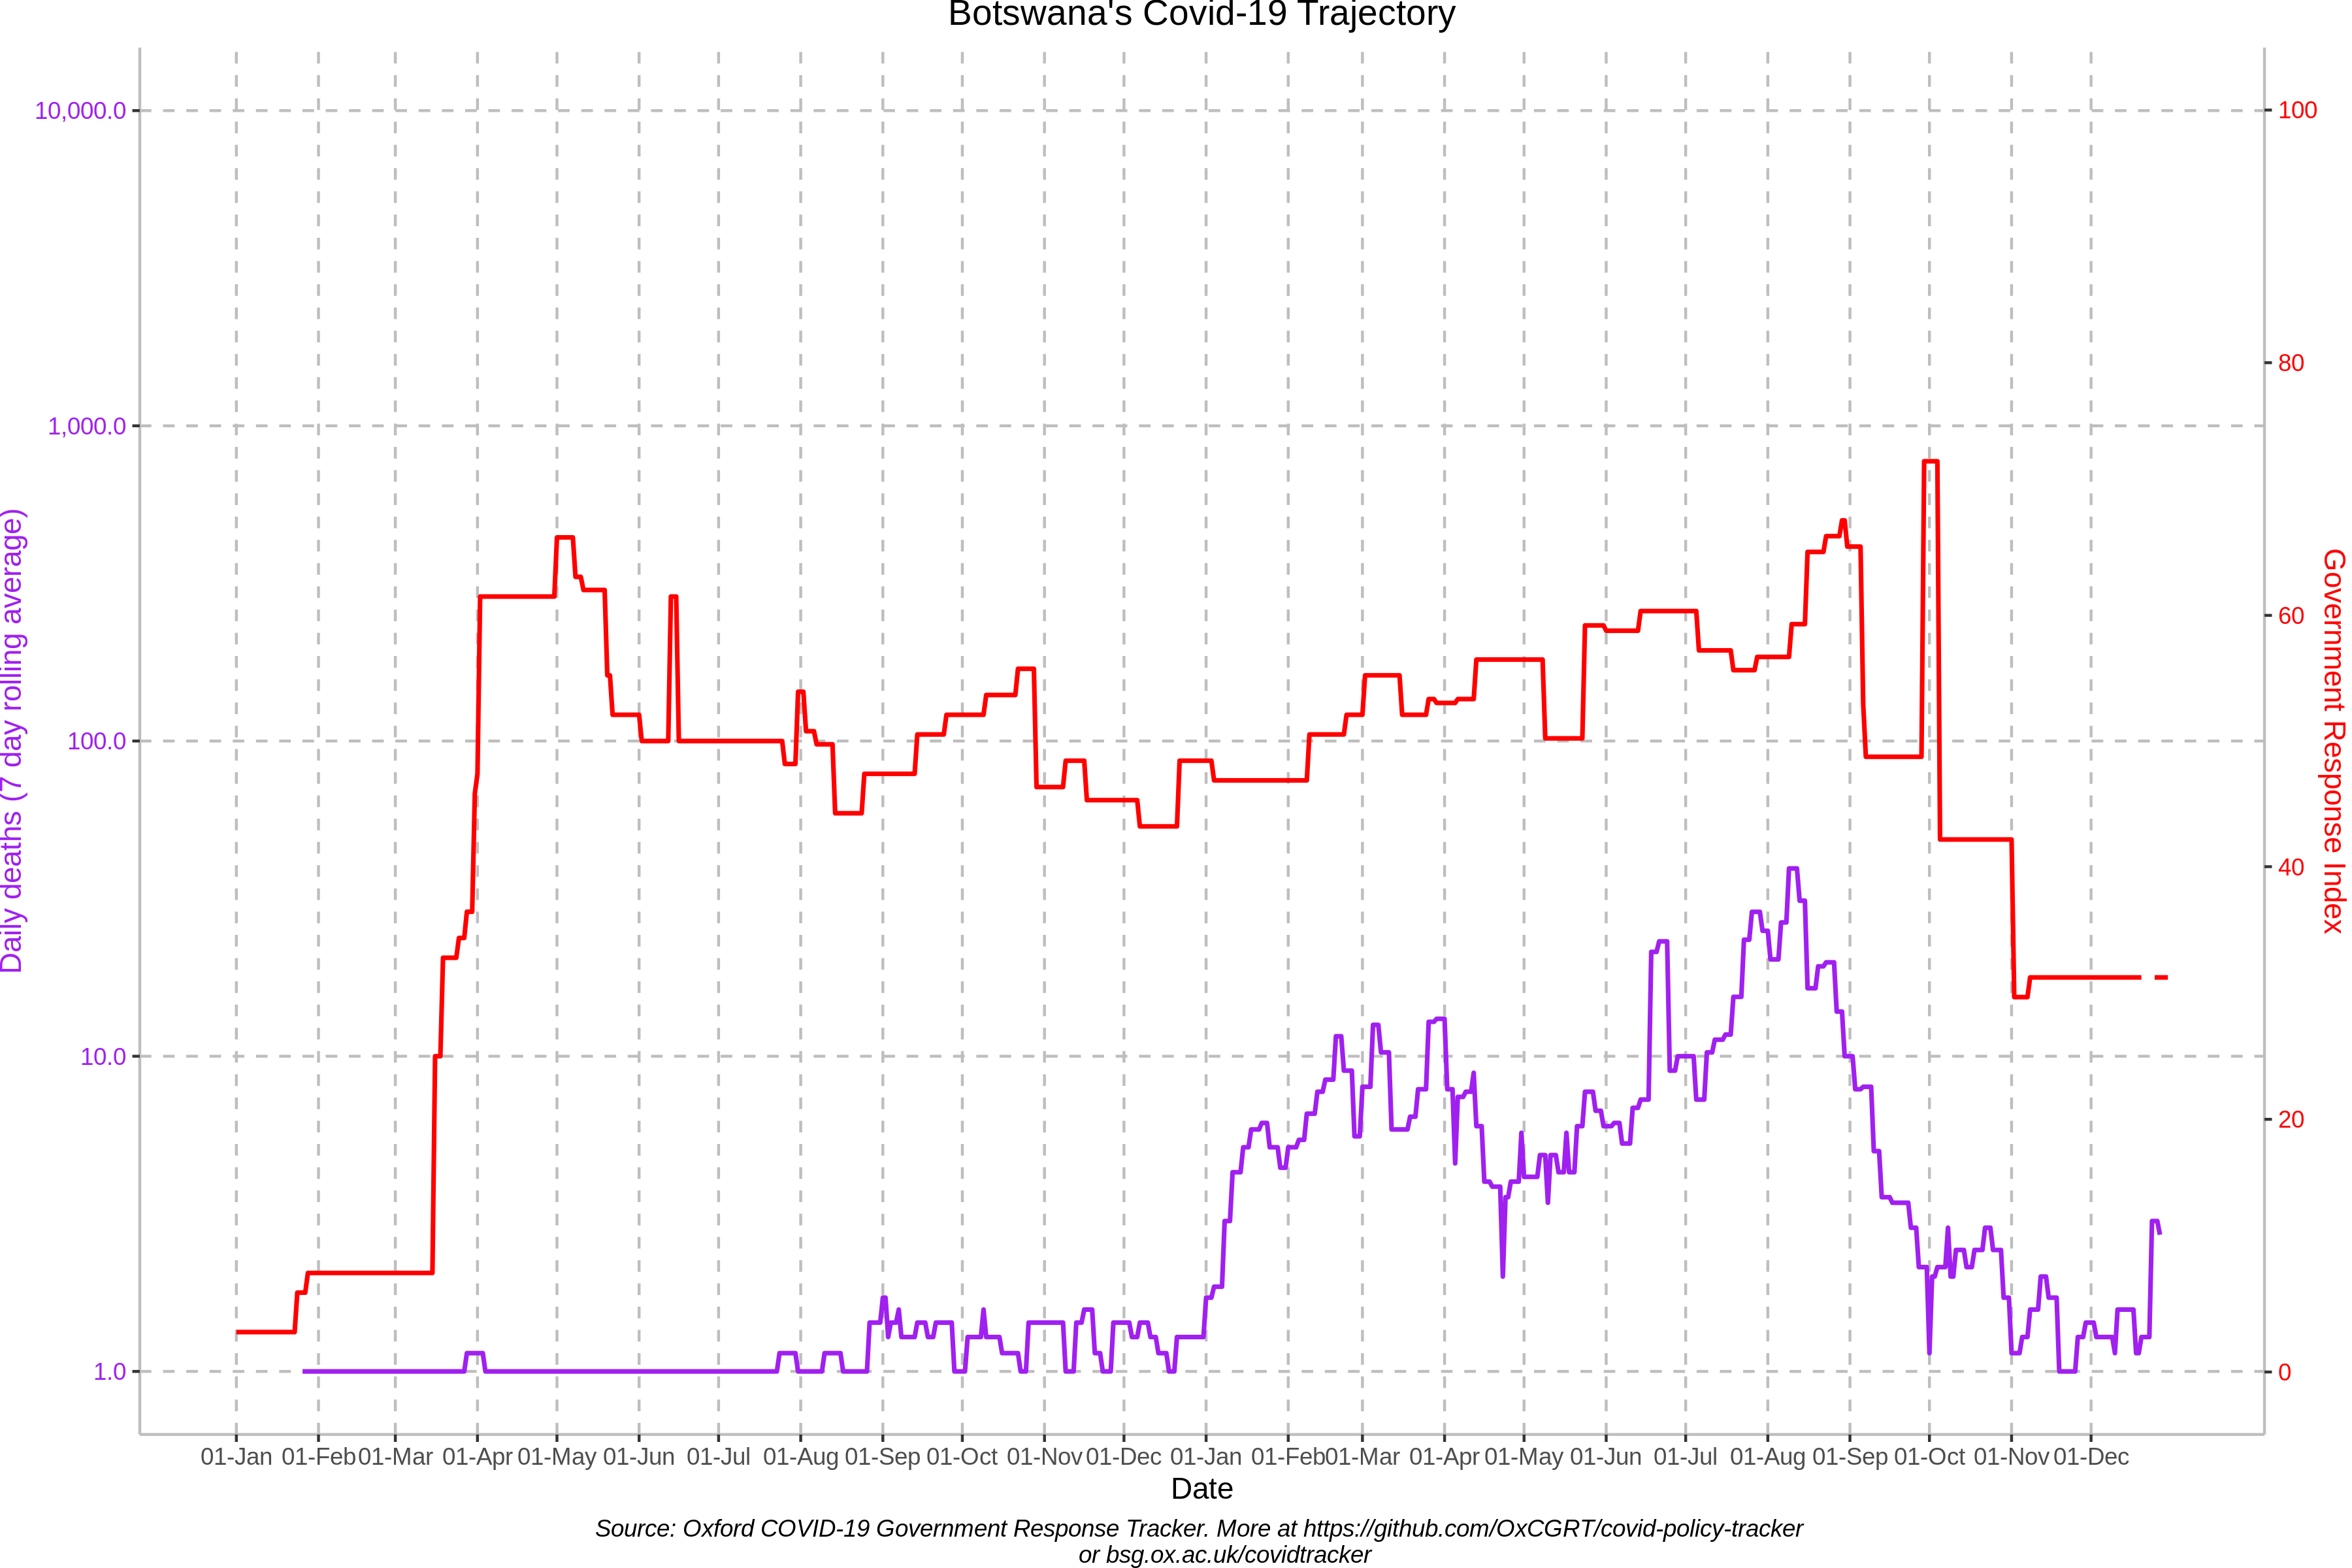 Botswana's Covid-19 Trajectory
Daily deaths (7 day rolling average)
10,000.0
1,000.0
100.0
10.0
1.0
100
80
60
40
20
0
Government Response Index
01-Jan 01-Feb 01-Mar 01-Apr 01-May 01-Jun 01-Jul 01-Aug 01-Sep 01-Oct 01-Nov 01-Dec 01-Jan 01-Feb 01-Mar 01-Apr 01-May 01-Jun 01-Jul 01-Aug 01-Sep 01-Oct 01-Nov 01-Dec
Date
Source: Oxford COVID-19 Government Response Tracker. More at https://github.com/OxCGRT/covid-policy-tracker
or bsg.ox.ac.uk/covidtracker